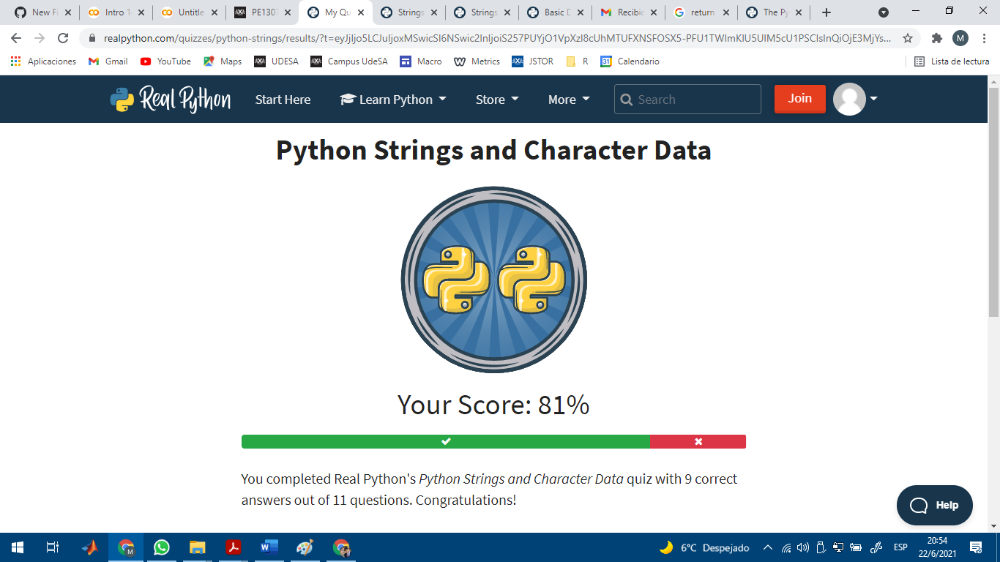 New Fi
Intro 1
Untitle
PE1307
My Qu
Strings
Strings
Basic D
Recibic
return
The Py
realpython.com/quizzes/python-strings/results/?t=
M
Aplicaciones
Gmail
YouTube
Maps
UDESA
Campus UdeSA
Macro
Metrics
JSTOR
R
Calendario
Lista de lectura
Real Python
Start Here
Learn Python
Store
More
Search
Join
Python Strings and Character Data
Your Score: 81%
You completed Real Python's Python Strings and Character Data quiz with 9 correct
answers out of 11 questions. Congratulations!
Help
6°C Despejado
ESP
20:54
22/6/2021